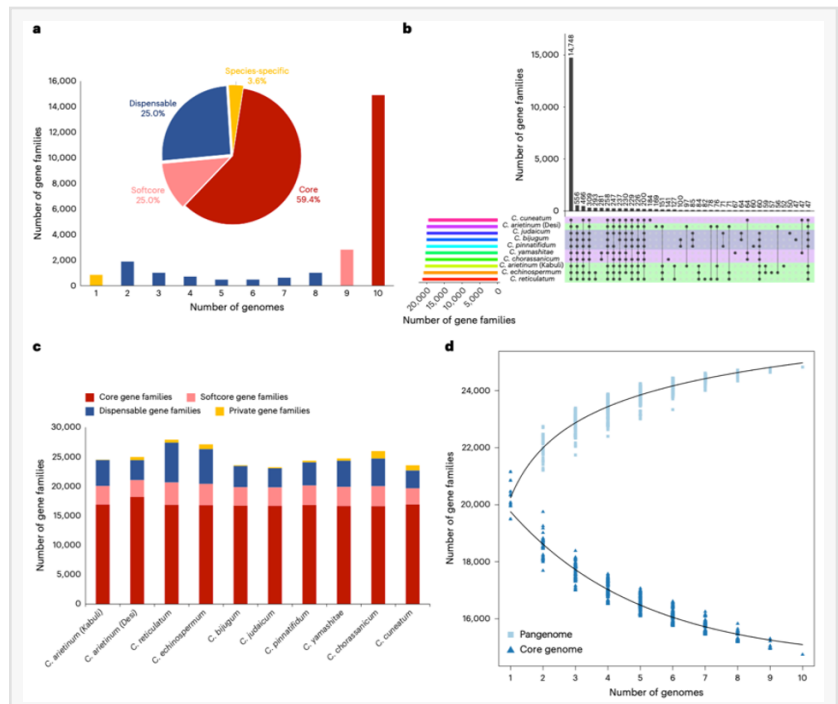 a
Species-specific
3.6%
Dispensable
25.0%
Softcore
25.0%
Core
59.4%
16,000
14,000
12,000
10,000
8,000
6,000
4,000
2,000
0
Number of gene families
1 2 3 4 5 6 7 8 9 10
Number of genomes
b
15,000
10,000
5,000
0
Number of gene families
14,748
C. cuneatum
C. arietinum (Desi)
C. judaicum
C. bijugum
C. pinnatifidum
C. yamashitae
C. chorassanicum
C. arietinum (Kabuli)
C. echinospermum
C. reticulatum
20,000 15,000 10,000 5,000 0
Number of gene families
c
Core gene families Softcore gene families
Dispensable gene families Private gene families
30,000
25,000
20,000
15,000
10,000
5,000
0
Number of gene families
C. arietinum (Kabuli)
C. arietinum (Desi)
C. reticulatum
C. echinospermum
C. bijugum
C. judaicum
C. pinnatifidum
C. yamashitae
C. chorassanicum
C. cuneatum
d
24,000
22,000
20,000
18,000
16,000
Number of gene families
Pangenome
Core genome
1 2 3 4 5 6 7 8 9 10
Number of genomes